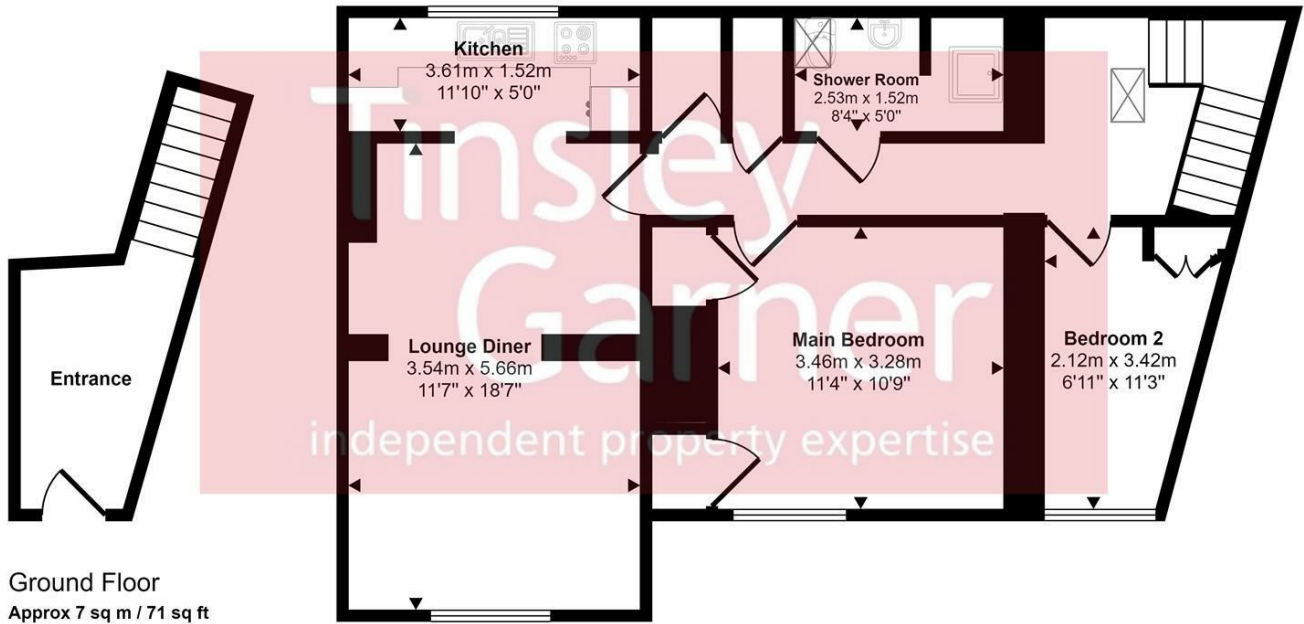 Kitchen
3.61m x 1.52m
11'10" x 5'0"
Shower Room
2.53m x 1.52m
8'4" x 5'0"
Tinsley
Garner
independent property expertise
Entrance
Lounge Diner
3.54m x 5.66m
11'7" x 18'7"
Main Bedroom
3.46m x 3.28m
11'4" x 10'9"
Bedroom 2
2.12m x 3.42m
6'11" x 11'3"
Ground Floor
Approx 7 sq m / 71 sq ft